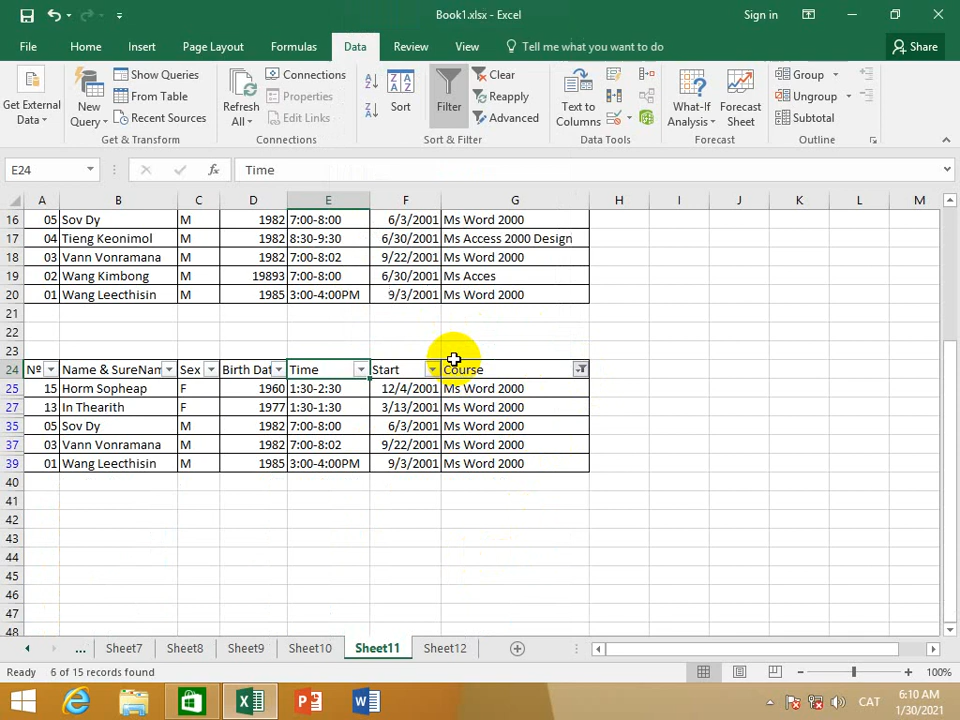 Book1.xlsx - Excel
Sign in
File Home Insert Page Layout Formulas Data Review View Tell me what you want to do Share
Get External Data
New Query
Show Queries
From Table
Recent Sources
Get & Transform
Refresh All
Connections
Properties
Edit Links
Connections
Sort
Filter
Clear
Reapply
Advanced
Sort & Filter
Text to Columns
Data Tools
What-If Analysis
Forecast Sheet
Forecast
Group
Ungroup
Subtotal
Outline
E24 fx Time
A B C D E F G H I J K L M
16 05 Sov Dy M 1982 7:00-8:00 6/3/2001 Ms Word 2000
17 04 Tieng Keonimol M 1982 8:30-9:30 6/30/2001 Ms Access 2000 Design
18 03 Vann Vonramana M 1982 7:00-8:02 9/22/2001 Ms Word 2000
19 02 Wang Kimbong M 19893 7:00-8:00 6/30/2001 Ms Acces
20 01 Wang Leecthisin M 1985 3:00-4:00PM 9/3/2001 Ms Word 2000
21
22
23
24 Nº Name & SureNam Sex Birth Dat Time Start Course
25 15 Horm Sopheap F 1960 1:30-2:30 12/4/2001 Ms Word 2000
27 13 In Thearith F 1977 1:30-1:30 3/13/2001 Ms Word 2000
35 05 Sov Dy M 1982 7:00-8:00 6/3/2001 Ms Word 2000
37 03 Vann Vonramana M 1982 7:00-8:02 9/22/2001 Ms Word 2000
39 01 Wang Leecthisin M 1985 3:00-4:00PM 9/3/2001 Ms Word 2000
40
41
42
43
44
45
46
47
48
... Sheet7 Sheet8 Sheet9 Sheet10 Sheet11 Sheet12
Ready 6 of 15 records found 100%
CAT
6:10 AM
1/30/2021